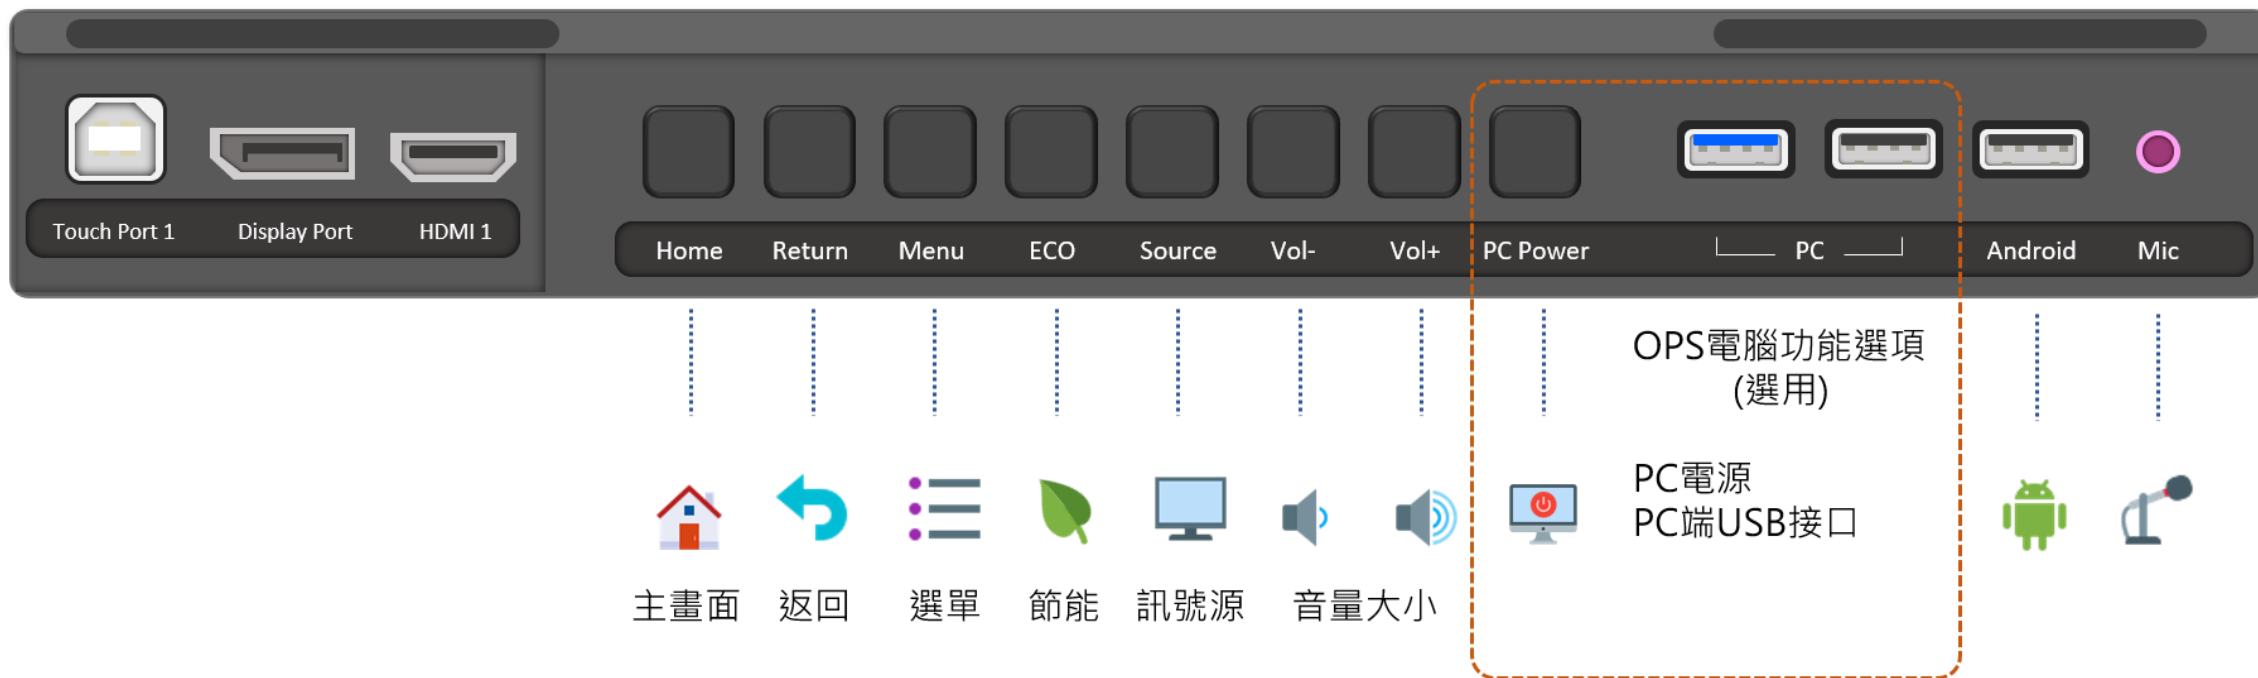 Touch Port 1
Display Port
HDMI 1
Home
Return
Menu
ECO
Source
Vol-
Vol+
PC Power
PC
Android
Mic
OPS電腦功能選項
(選用)
PC電源
PC端USB接口
主畫面
返回
選單
節能
訊號源
音量大小